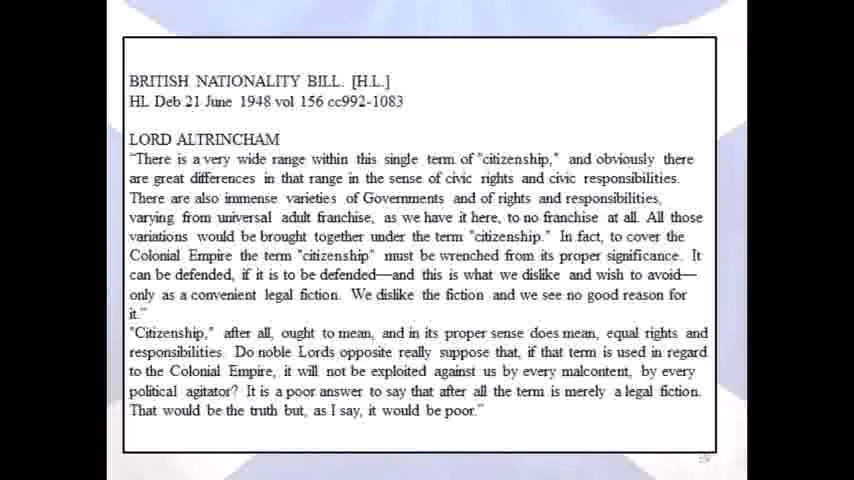 BRITISH NATIONALITY BILL. [H.L.]
HL Deb 21 June 1948 vol 156 cc992-1083
LORD ALTRINCHAM
"There is a very wide range within this single term of "citizenship," and obviously there
are great differences in that range in the sense of civic rights and civic responsibilities.
There are also immense varieties of Governments and of rights and responsibilities,
varying from universal adult franchise, as we have it here, to no franchise at all. All those
variations would be brought together under the term "citizenship." In fact, to cover the
Colonial Empire the term "citizenship" must be wrenched from its proper significance. It
can be defended, if it is to be defended—and this is what we dislike and wish to avoid—
only as a convenient legal fiction. We dislike the fiction and we see no good reason for
it."
"Citizenship," after all, ought to mean, and in its proper sense does mean, equal rights and
responsibilities. Do noble Lords opposite really suppose that, if that term is used in regard
to the Colonial Empire, it will not be exploited against us by every malcontent, by every
political agitator? It is a poor answer to say that after all the term is merely a legal fiction.
That would be the truth but, as I say, it would be poor."